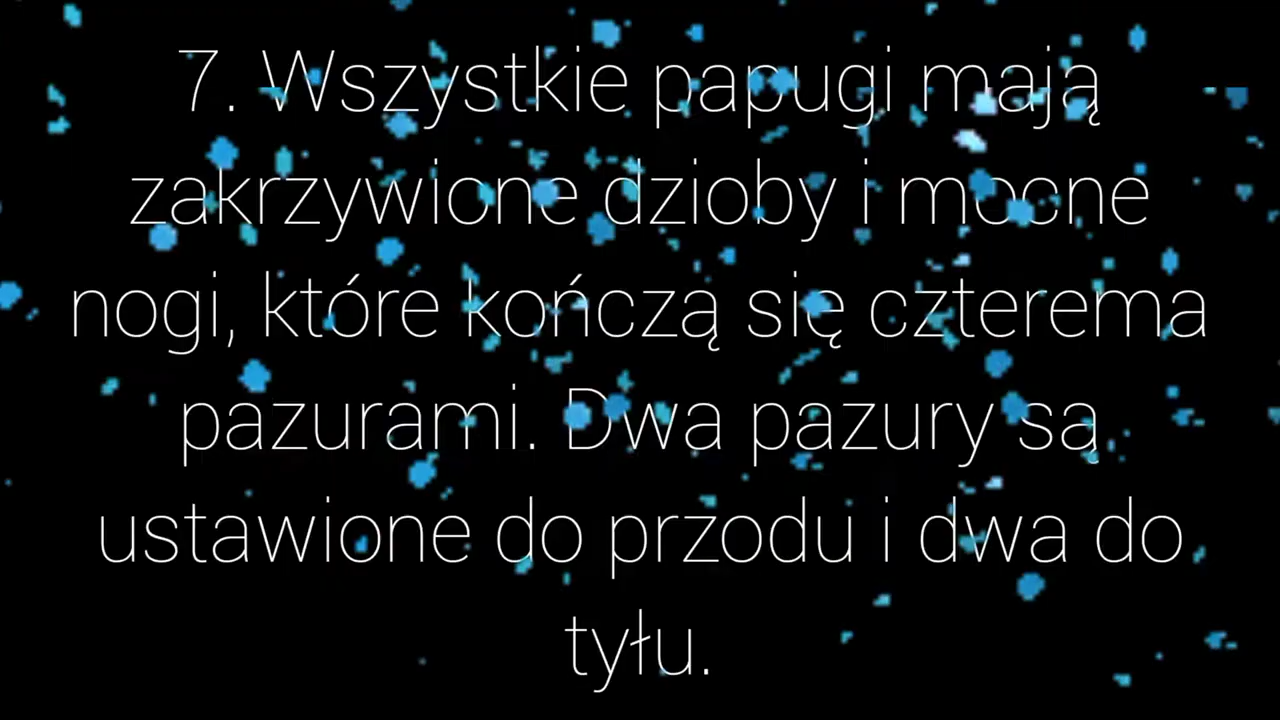 7. Wszystkie papugi mają
zakrzywione dzioby i mocne
nogi, które kończą się czterema
pazurami. Dwa pazury są
ustawione do przodu i dwa do
tyłu.